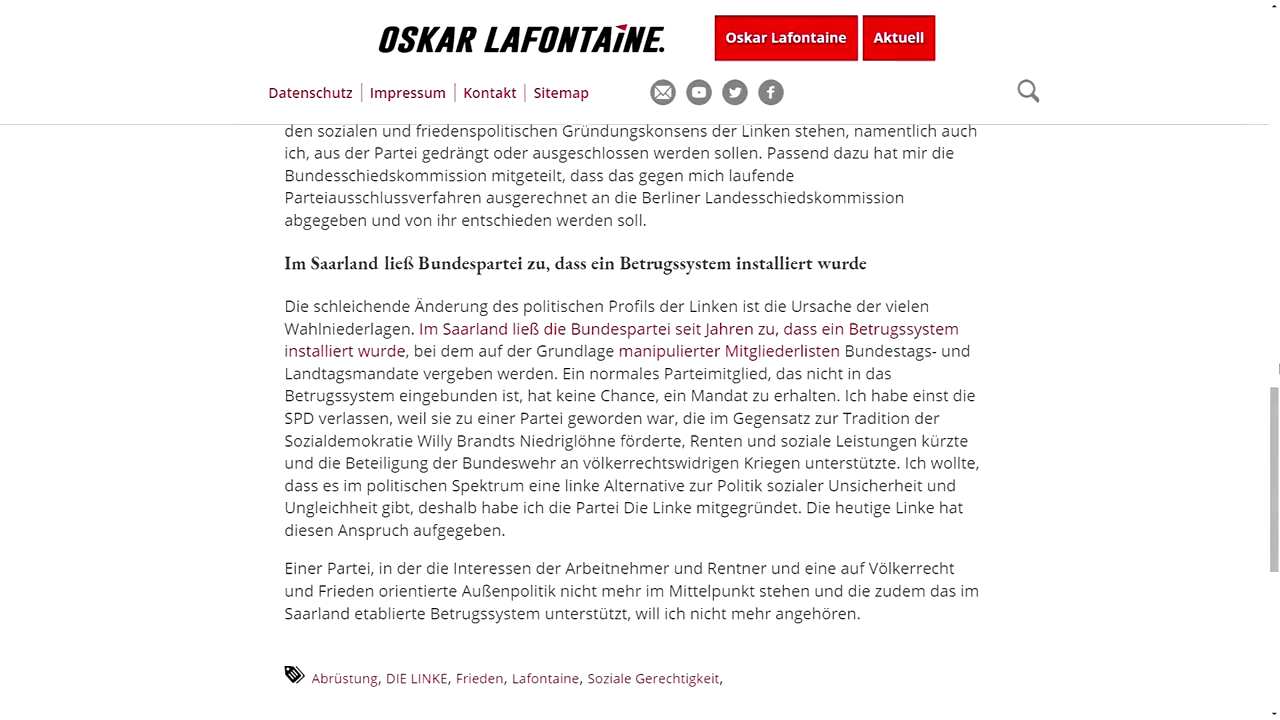 OSKAR LAFONTAINE.
Oskar Lafontaine
Aktuell
Datenschutz
Impressum
Kontakt
Sitemap
den sozialen und friedenspolitischen Gründungskonsens der Linken stehen, namentlich auch
ich, aus der Partei gedrängt oder ausgeschlossen werden sollen. Passend dazu hat mir die
Bundesschiedskommission mitgeteilt, dass das gegen mich laufende
Parteiausschlussverfahren ausgerechnet an die Berliner Landesschiedskommission
abgegeben und von ihr entschieden werden soll.
Im Saarland ließ Bundespartei zu, dass ein Betrugssystem installiert wurde
Die schleichende Änderung des politischen Profils der Linken ist die Ursache der vielen
Wahlniederlagen. Im Saarland ließ die Bundespartei seit Jahren zu, dass ein Betrugssystem
installiert wurde, bei dem auf der Grundlage manipulierter Mitgliederlisten Bundestags- und
Landtagsmandate vergeben werden. Ein normales Parteimitglied, das nicht in das
Betrugssystem eingebunden ist, hat keine Chance, ein Mandat zu erhalten. Ich habe einst die
SPD verlassen, weil sie zu einer Partei geworden war, die im Gegensatz zur Tradition der
Sozialdemokratie Willy Brandts Niedriglöhne förderte, Renten und soziale Leistungen kürzte
und die Beteiligung der Bundeswehr an völkerrechtswidrigen Kriegen unterstützte. Ich wollte,
dass es im politischen Spektrum eine linke Alternative zur Politik sozialer Unsicherheit und
Ungleichheit gibt, deshalb habe ich die Partei Die Linke mitgegründet. Die heutige Linke hat
diesen Anspruch aufgegeben.
Einer Partei, in der die Interessen der Arbeitnehmer und Rentner und eine auf Völkerrecht
und Frieden orientierte Außenpolitik nicht mehr im Mittelpunkt stehen und die zudem das im
Saarland etablierte Betrugssystem unterstützt, will ich nicht mehr angehören.
Abrüstung, DIE LINKE, Frieden, Lafontaine, Soziale Gerechtigkeit,